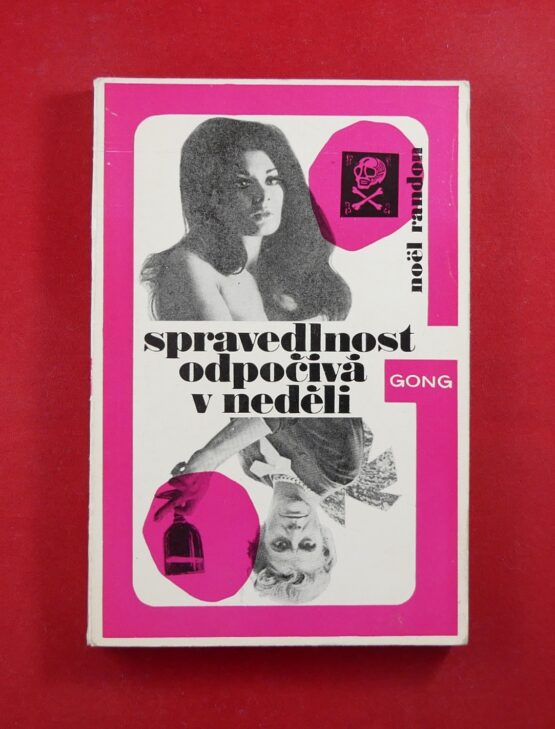 noël randon
spravedlnost
odpočívá
v neděli
GONG